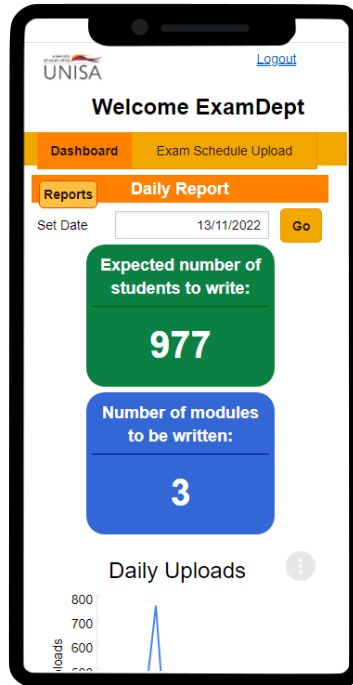 UNISA
Logout
Welcome ExamDept
Dashboard Exam Schedule Upload
Reports Daily Report
Set Date 13/11/2022 Go
Expected number of
students to write:
977
Number of modules
to be written:
3
Daily Uploads
800
700
600